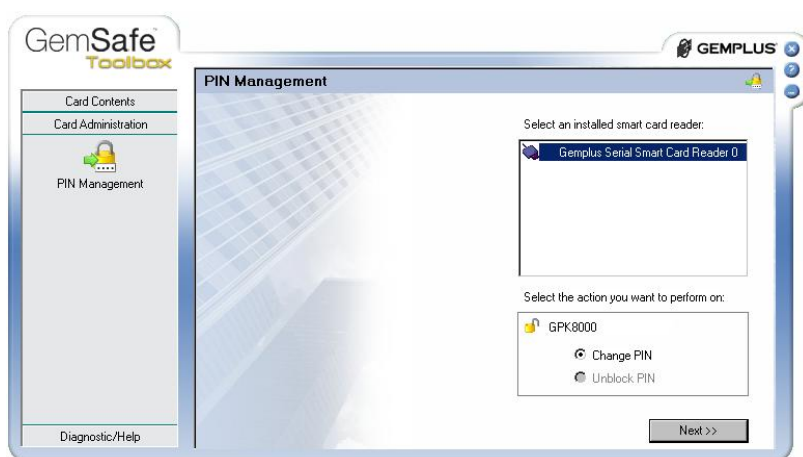 GemSafe
Toolbox
GEMPLUS
PIN Management
Card Contents
Card Administration
PIN Management
Diagnostic/Help
Select an installed smart card reader:
Gemplus Serial Smart Card Reader 0
Select the action you want to perform on:
GPK8000
Change PIN
Unblock PIN
Next >>